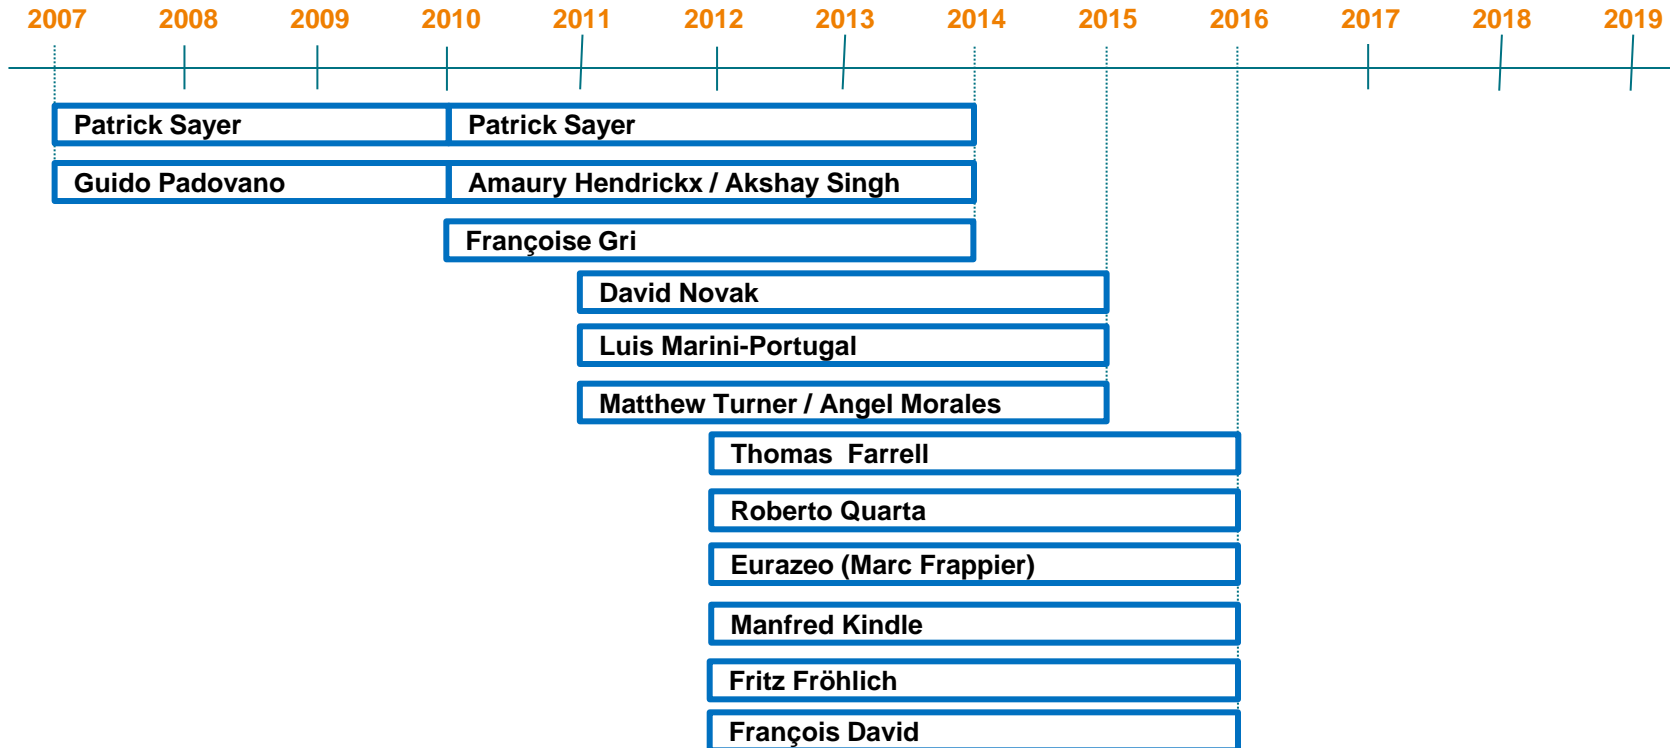 2007 2008 2009 2010 2011 2012 2013 2014 2015 2016 2017 2018 2019
Patrick Sayer Patrick Sayer
Guido Padovano Amaury Hendrickx / Akshay Singh
Françoise Gri
David Novak
Luis Marini-Portugal
Matthew Turner / Angel Morales
Thomas  Farrell
Roberto Quarta
Eurazeo (Marc Frappier)
Manfred Kindle
Fritz Fröhlich
François David